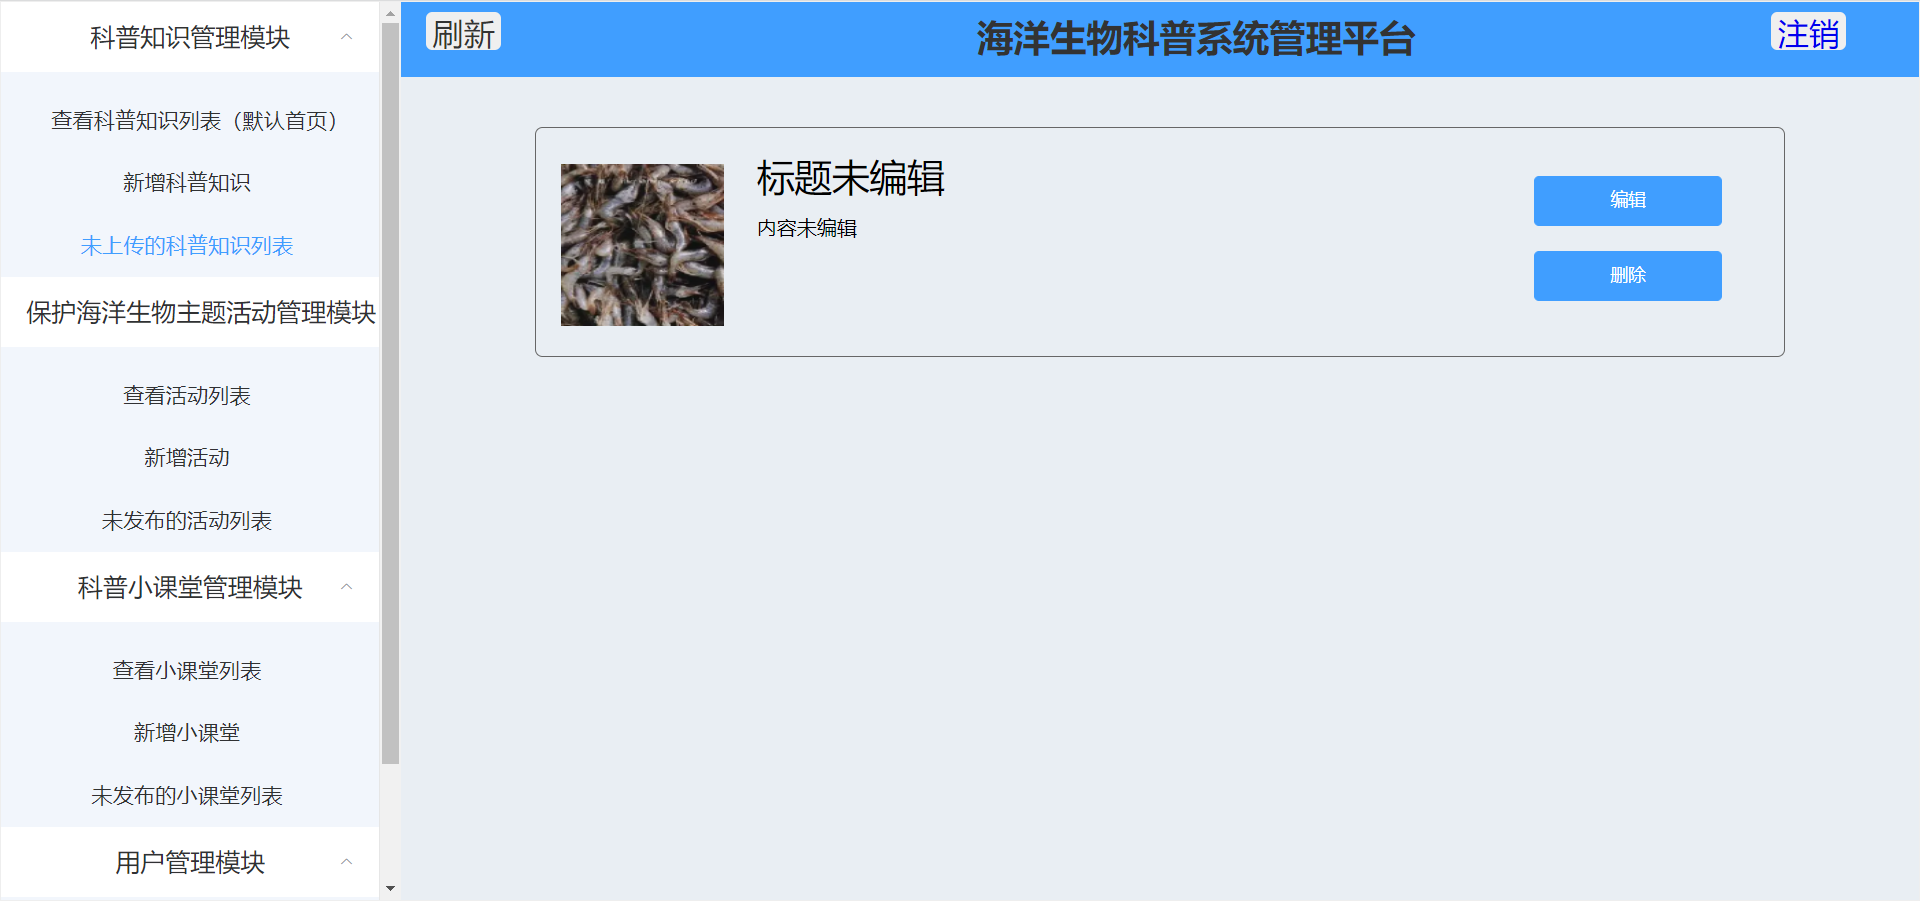 科普知识管理模块
查看科普知识列表（默认首页）
新增科普知识
未上传的科普知识列表
保护海洋生物主题活动管理模块
查看活动列表
新增活动
未发布的活动列表
科普小课堂管理模块
查看小课堂列表
新增小课堂
未发布的小课堂列表
用户管理模块
刷新
海洋生物科普系统管理平台
注销
标题未编辑
内容未编辑
编辑
删除